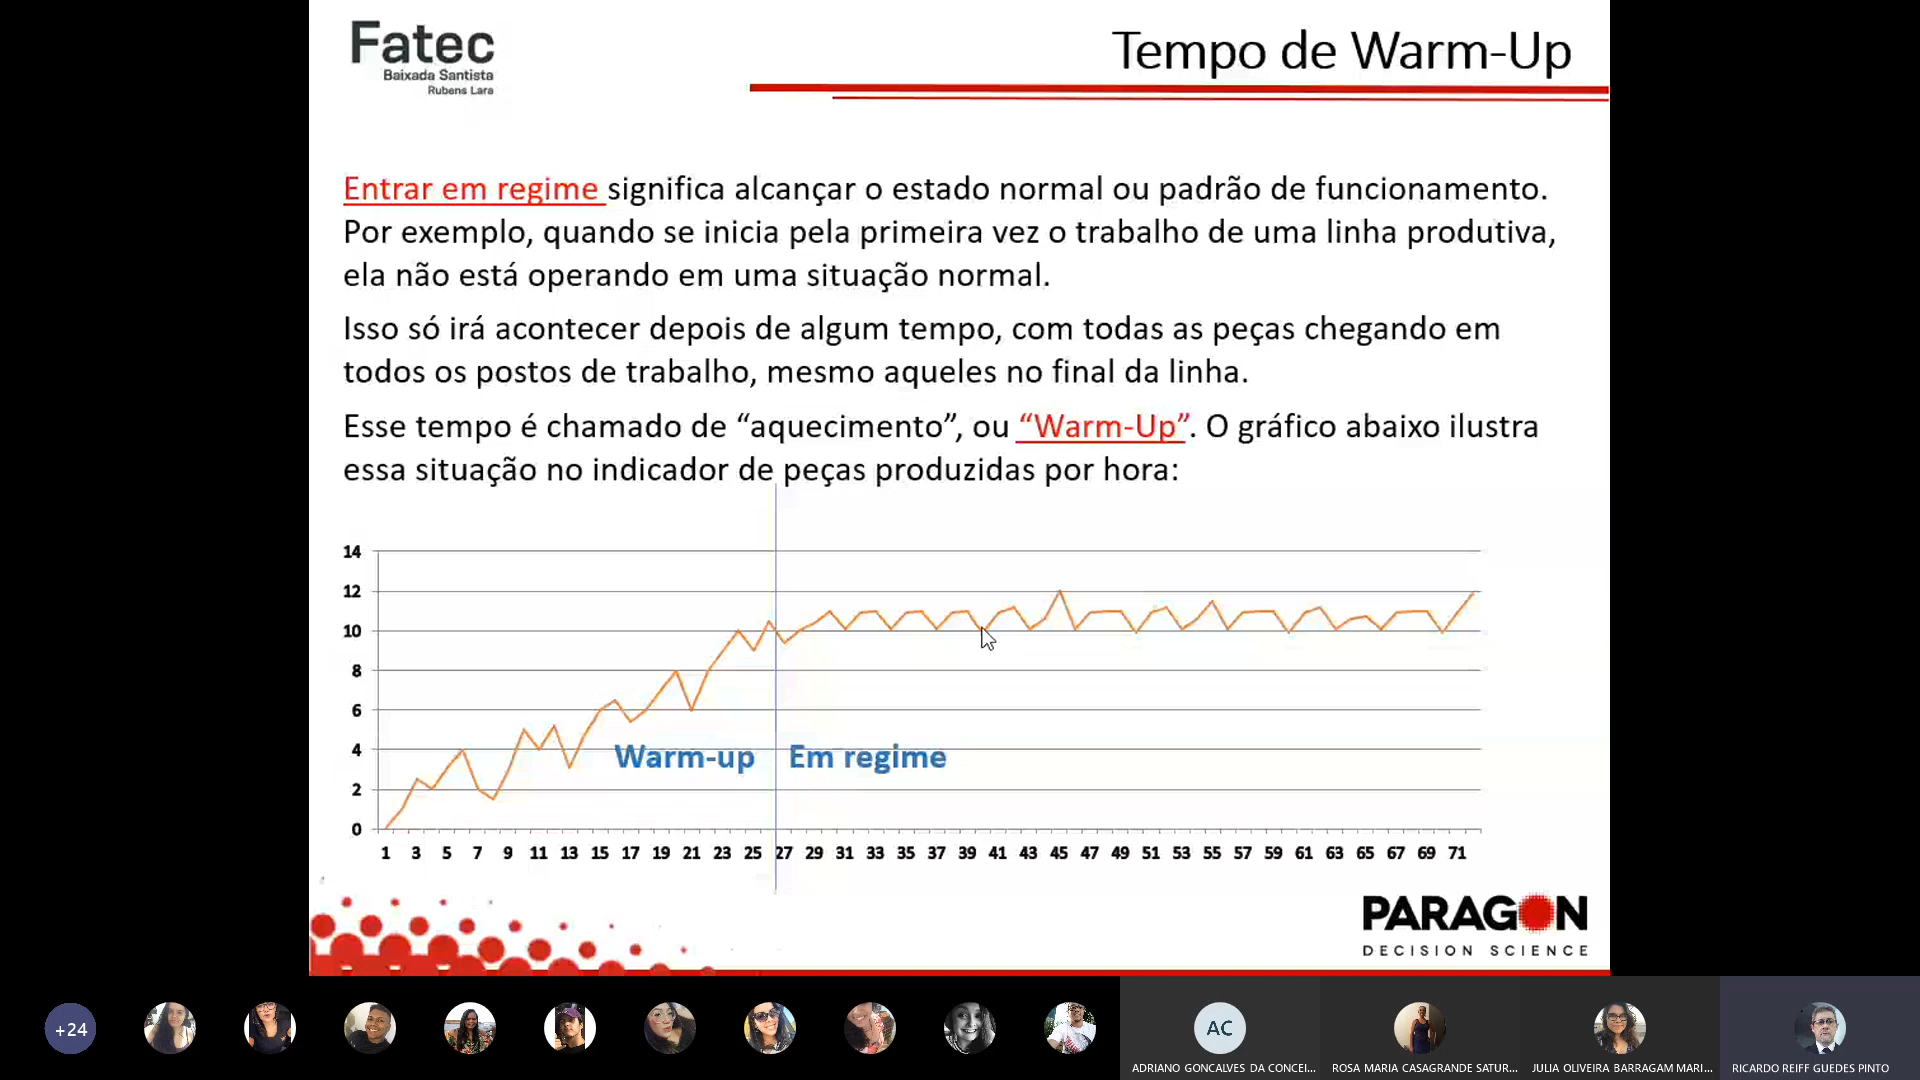 Fatec
Baixada Santista
Rubens Lara
Tempo de Warm-Up
Entrar em regime significa alcançar o estado normal ou padrão de funcionamento.
Por exemplo, quando se inicia pela primeira vez o trabalho de uma linha produtiva,
ela não está operando em uma situação normal.
Isso só irá acontecer depois de algum tempo, com todas as peças chegando em
todos os postos de trabalho, mesmo aqueles no final da linha.
Esse tempo é chamado de “aquecimento”, ou “Warm-Up”. O gráfico abaixo ilustra
essa situação no indicador de peças produzidas por hora:
14
12
10
8
6
4
2
0
Warm-up Em regime
1 3 5 7 9 11 13 15 17 19 21 23 25 27 29 31 33 35 37 39 41 43 45 47 49 51 53 55 57 59 61 63 65 67 69 71
PARAGON
DECISION SCIENCE
+24
AC
ADRIANO GONCALVES DA CONCEI...
ROSA MARIA CASAGRANDE SATUR...
JULIA OLIVEIRA BARRAGAM MARI...
RICARDO REIFF GUEDES PINTO